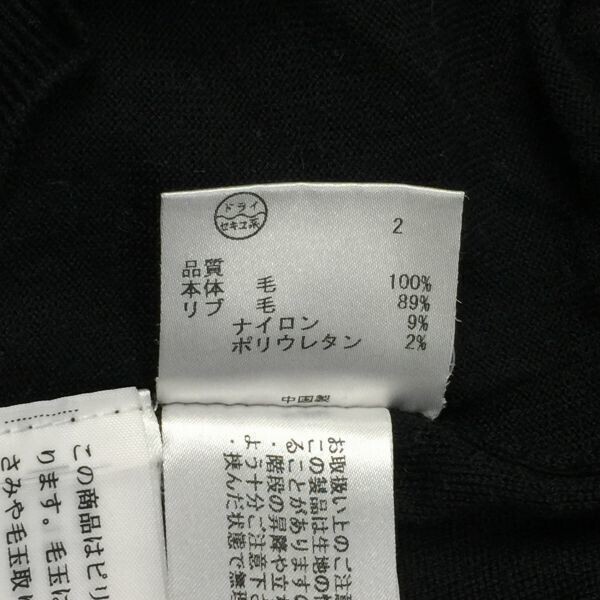 ドライ
セキユ系
2
品質
本体 毛 100%
リブ 毛 89%
ナイロン 9%
ポリウレタン 2%
中国製
お取扱い上のご注意
この製品は生地の
ることがあります
・階段の昇降や立
よう十分ご注意下さ
・挟んだ状態で無理
この商品はピリ
ります。毛玉に
さみや毛玉取